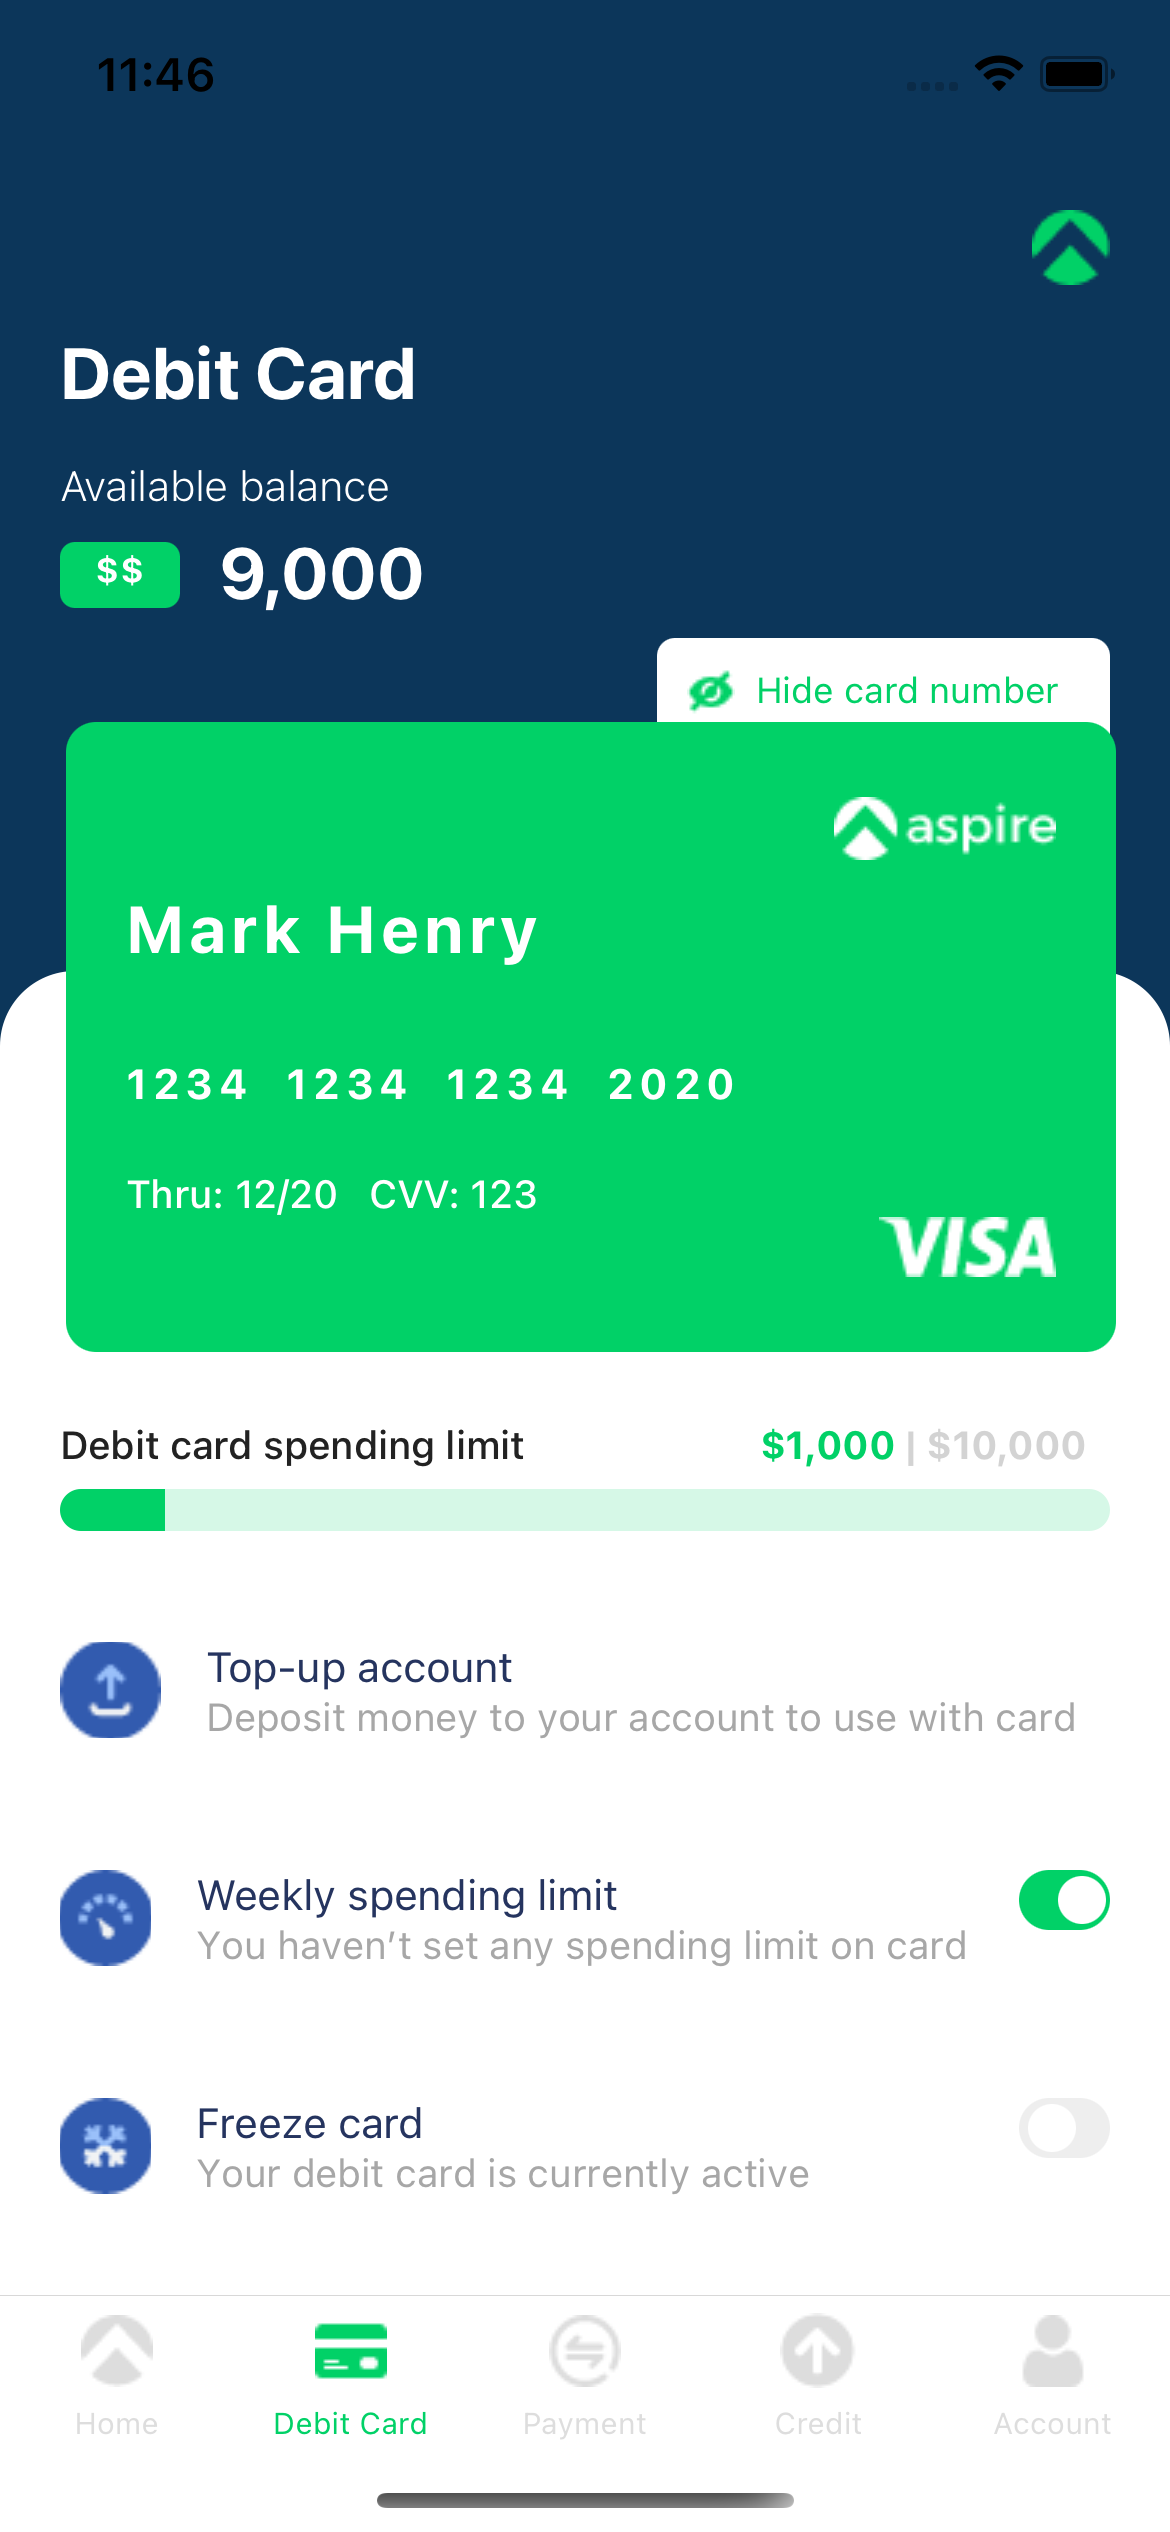 11:46
Debit Card
Available balance
$$ 9,000
Hide card number
aspire
Mark Henry
1234 1234 1234 2020
Thru: 12/20 CVV: 123
VISA
Debit card spending limit $1,000 | $10,000
Top-up account
Deposit money to your account to use with card
Weekly spending limit
You haven’t set any spending limit on card
Freeze card
Your debit card is currently active
Home Debit Card Payment Credit Account